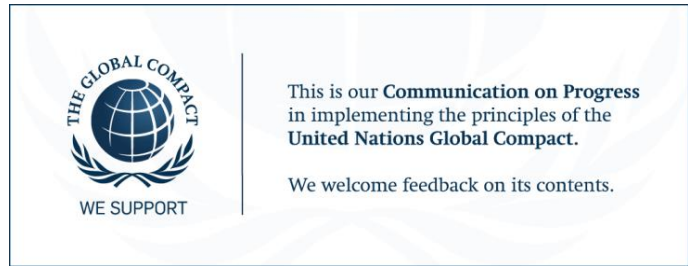 THE GLOBAL COMPACT
WE SUPPORT
This is our Communication on Progress
in implementing the principles of the
United Nations Global Compact.
We welcome feedback on its contents.